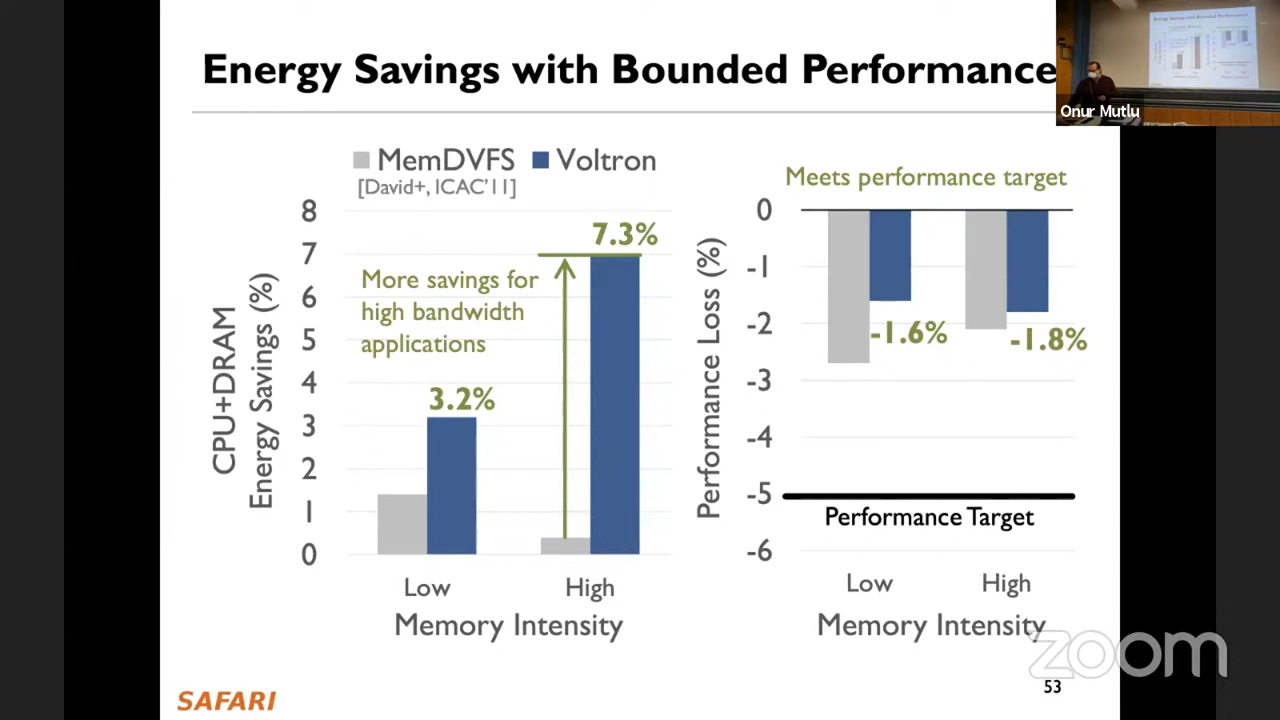 Energy Savings with Bounded Performance
Onur Mutlu
MemDVFS Voltron
[David+, ICAC'11]
CPU+DRAM
Energy Savings (%)
8
7
6
5
4
3
2
1
0
More savings for
high bandwidth
applications
3.2%
7.3%
Low High
Memory Intensity
Meets performance target
Performance Loss (%)
0
-1
-2
-3
-4
-5
-6
-1.6%
-1.8%
Performance Target
Low High
Memory Intensity
zoom
SAFARI
53